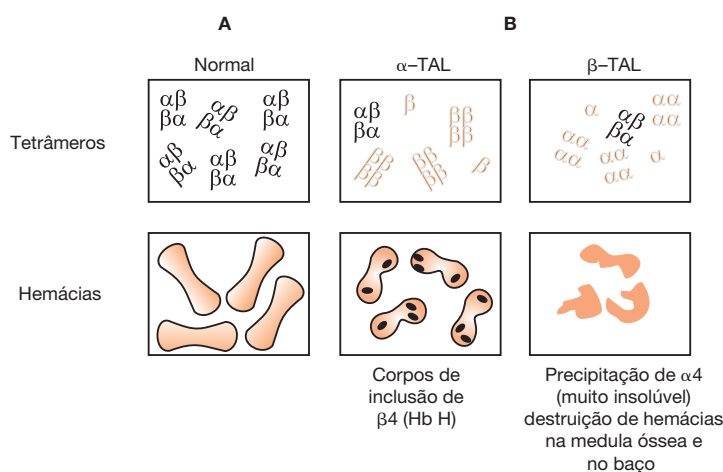 A
B
Normal
α–TAL
β–TAL
Tetrâmeros
αβ
βα
αβ
βα
αβ
βα
αβ
βα
αβ
βα
αβ
βα
αβ
βα
β
ββ
ββ
ββ
ββ
ββ
ββ
β
α
αβ
βα
αα
αα
αα
αα
αα
αα
α
Hemácias
Corpos de
inclusão de
β4 (Hb H)
Precipitação de α4
(muito insolúvel)
destruição de hemácias
na medula óssea e
no baço